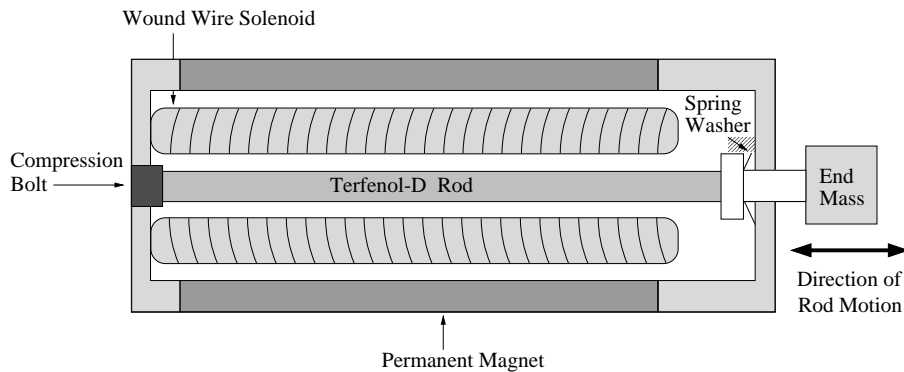 Wound Wire Solenoid
Spring
Washer
Compression
Bolt
Terfenol-D Rod
End
Mass
Direction of
Rod Motion
Permanent Magnet